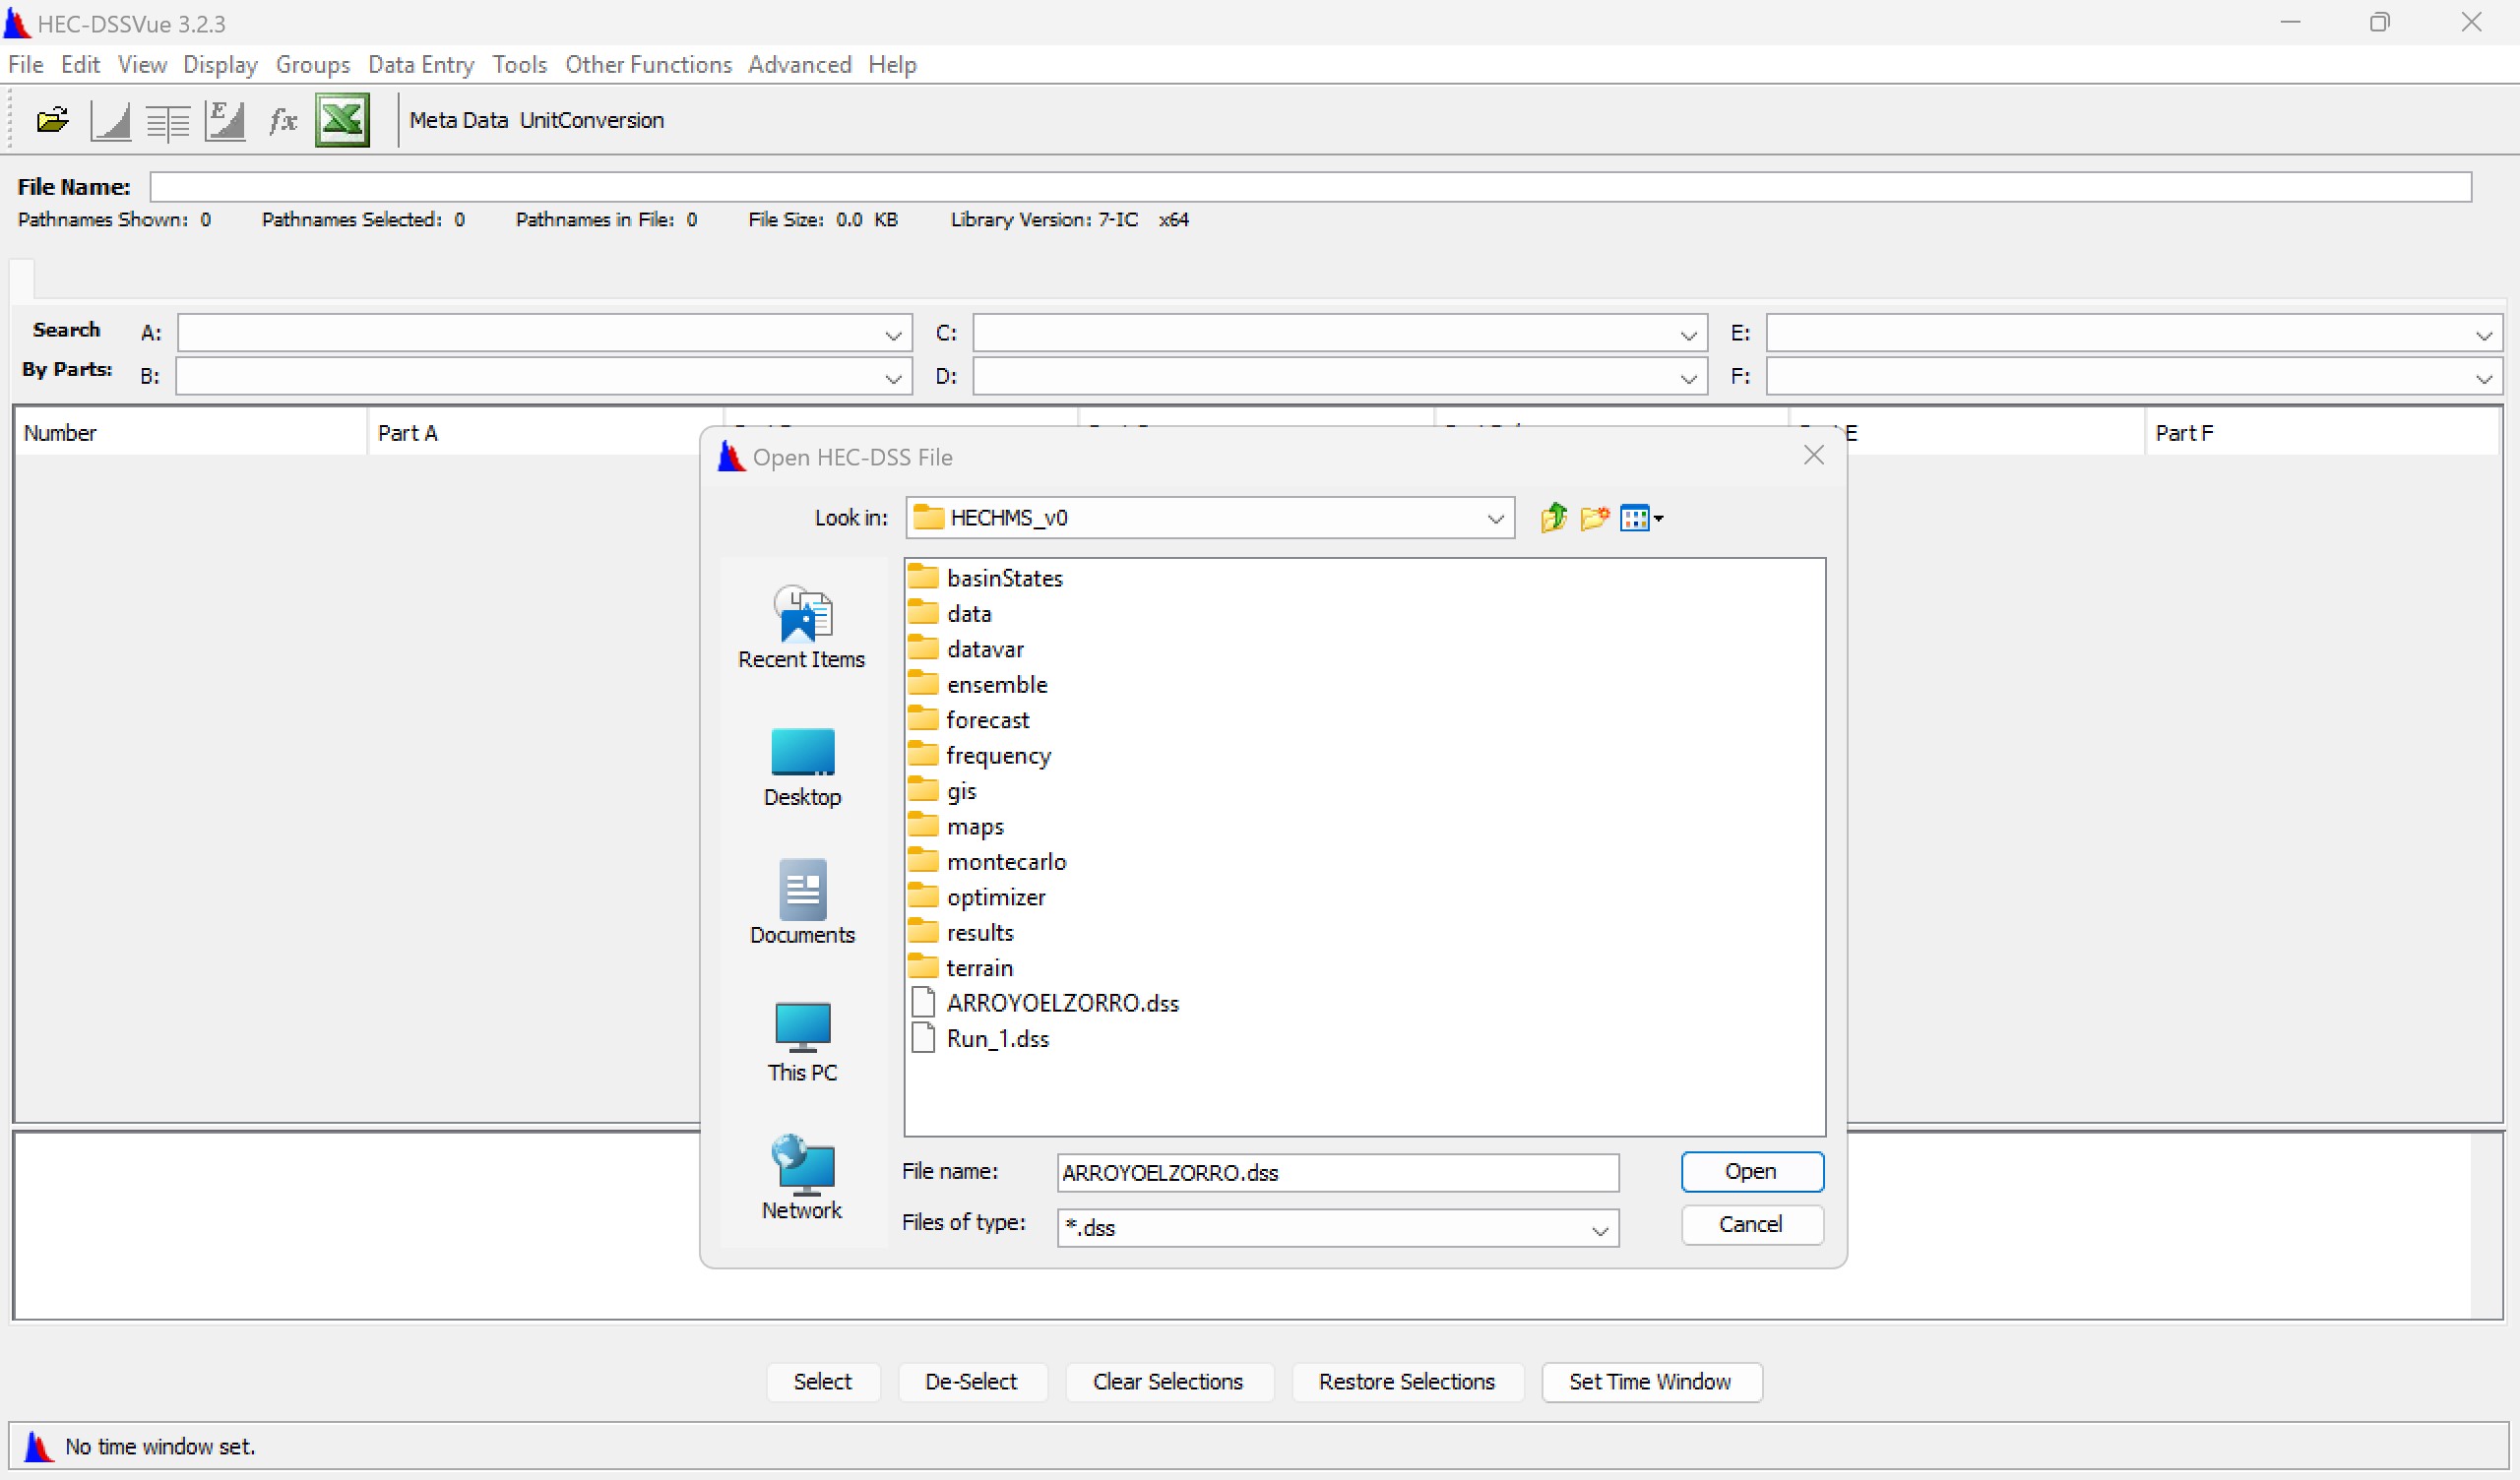 HEC-DSSVue 3.2.3
File Edit View Display Groups Data Entry Tools Other Functions Advanced Help
E fx Meta Data UnitConversion
File Name:
Pathnames Shown: 0 Pathnames Selected: 0 Pathnames in File: 0 File Size: 0.0 KB Library Version: 7-IC x64
Search A: C: E:
By Parts: B: D: F:
Number Part A E Part F
Open HEC-DSS File
Look in: HECHMS_v0
Recent Items
Desktop
Documents
This PC
Network
basinStates
data
datavar
ensemble
forecast
frequency
gis
maps
montecarlo
optimizer
results
terrain
ARROYOELZORRO.dss
Run_1.dss
File name: ARROYOELZORRO.dss Open
Files of type: *.dss Cancel
Select De-Select Clear Selections Restore Selections Set Time Window
No time window set.